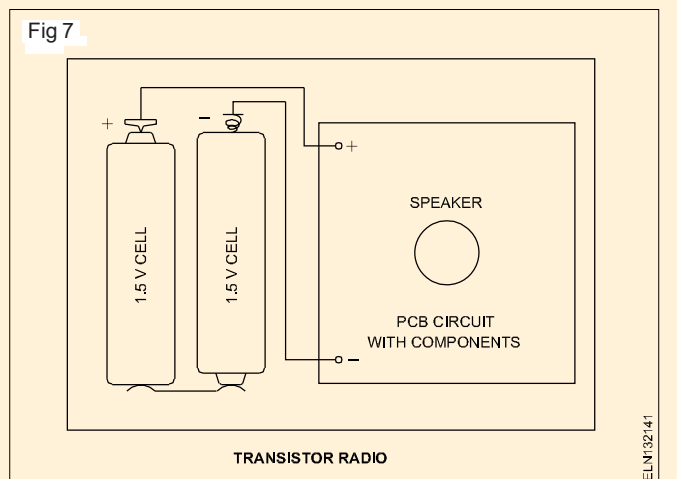 Fig 7
+
–
1.5 V CELL
1.5 V CELL
+
SPEAKER
PCB CIRCUIT
WITH COMPONENTS
–
TRANSISTOR RADIO
ELN132141